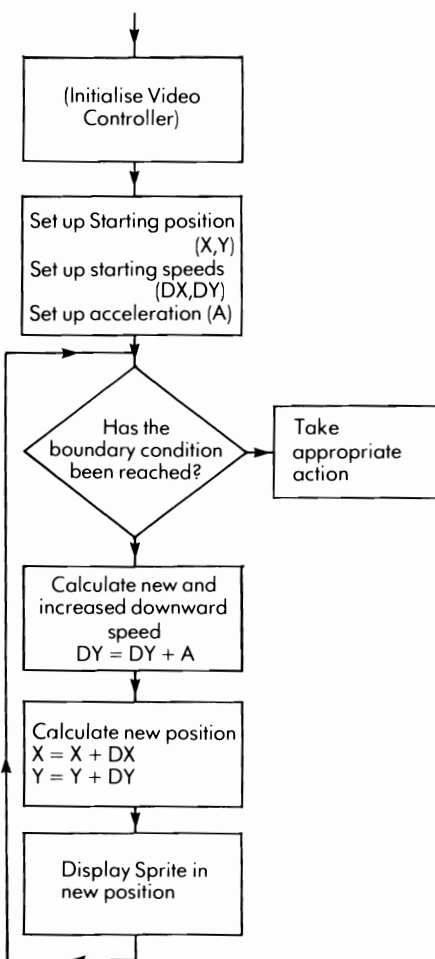 (Initialise Video
Controller)
Set up Starting position
(X,Y)
Set up starting speeds
(DX,DY)
Set up acceleration (A)
Has the
boundary condition
been reached?
Take
appropriate
action
Calculate new and
increased downward
speed
DY = DY + A
Calculate new position
X = X + DX
Y = Y + DY
Display Sprite in
new position